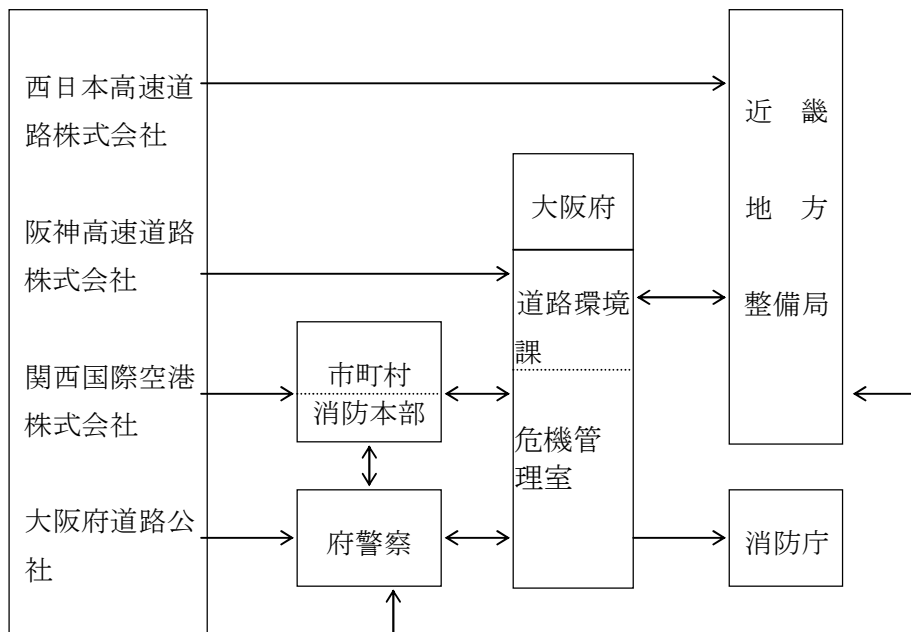 西日本高速道
路株式会社
阪神高速道路
株式会社
関西国際空港
株式会社
大阪府道路公
社
市町村
消防本部
府警察
大阪府
道路環境
課
危機管
理室
近　畿
地　方
整備局
消防庁